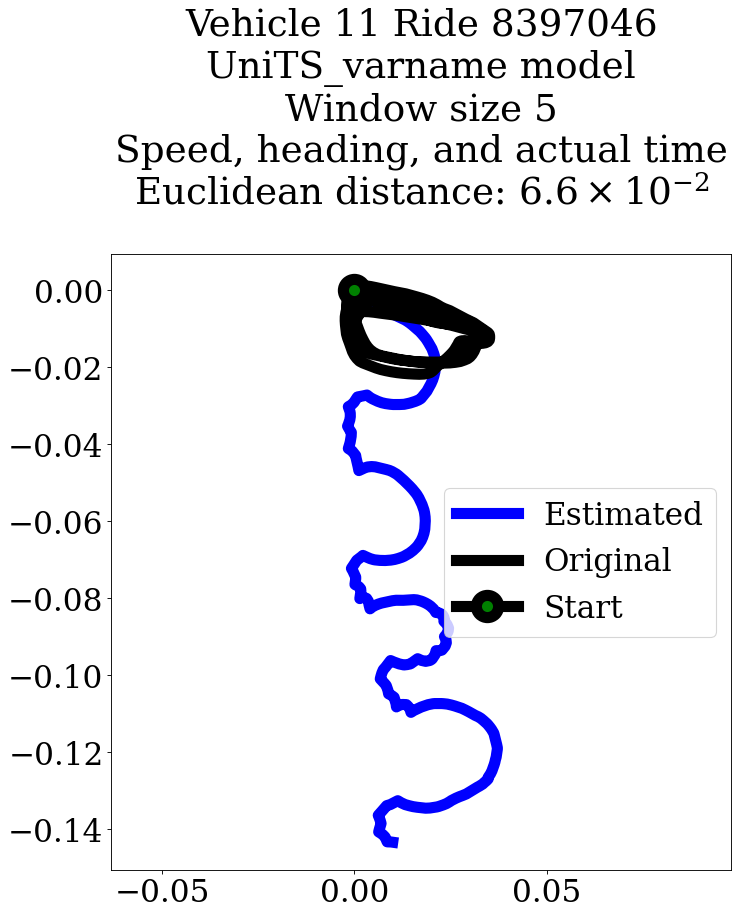 Vehicle 11 Ride 8397046
UniTS_varname model
Window size 5
Speed, heading, and actual time
Euclidean distance: 6.6 × 10⁻²
0.00
−0.02
−0.04
−0.06
−0.08
−0.10
−0.12
−0.14
Estimated
Original
Start
−0.05 0.00 0.05